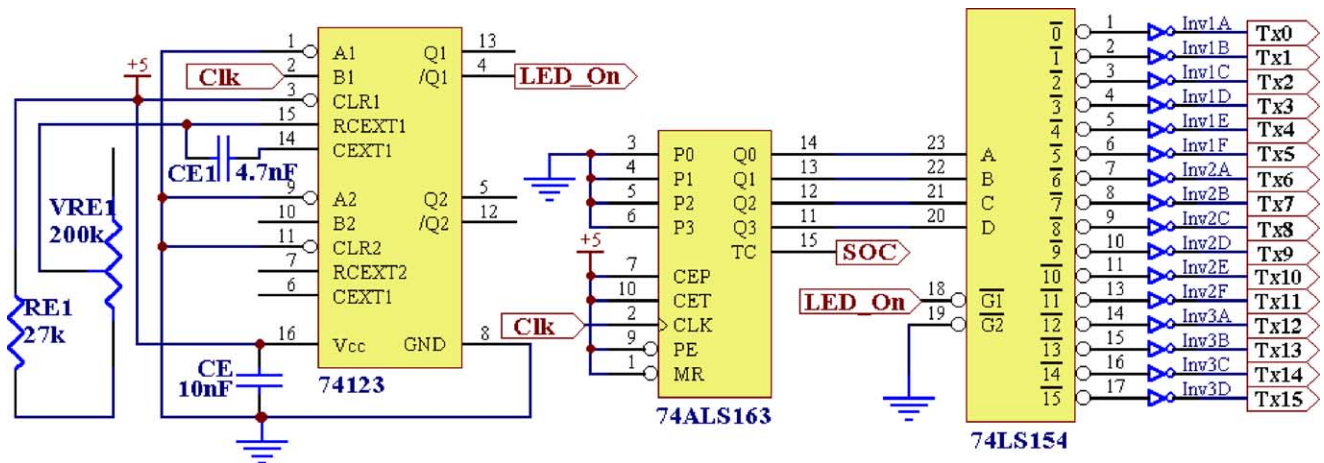 +5
Clk
1
2
3
15
14
9
10
11
7
6
16
A1
B1
CLR1
RCEXT1
CEXT1
A2
B2
CLR2
RCEXT2
CEXT1
Vcc
Q1
/Q1
Q2
/Q2
GND
13
4
5
12
8
LED_On
CE1
4.7nF
VRE1
200k
RE1
27k
CE
10nF
74123
+5
Clk
3
4
5
6
7
10
2
9
1
P0
P1
P2
P3
CEP
CET
CLK
PE
MR
Q0
Q1
Q2
Q3
TC
14
13
12
11
15
SOC
74ALS163
LED_On
23
22
21
20
18
19
A
B
C
D
G1
G2
0
1
2
3
4
5
6
7
8
9
10
11
12
13
14
15
74LS154
1 Inv1A Tx0
2 Inv1B Tx1
3 Inv1C Tx2
4 Inv1D Tx3
5 Inv1E Tx4
6 Inv1F Tx5
7 Inv2A Tx6
8 Inv2B Tx7
9 Inv2C Tx8
10 Inv2D Tx9
11 Inv2E Tx10
13 Inv2F Tx11
14 Inv3A Tx12
15 Inv3B Tx13
16 Inv3C Tx14
17 Inv3D Tx15